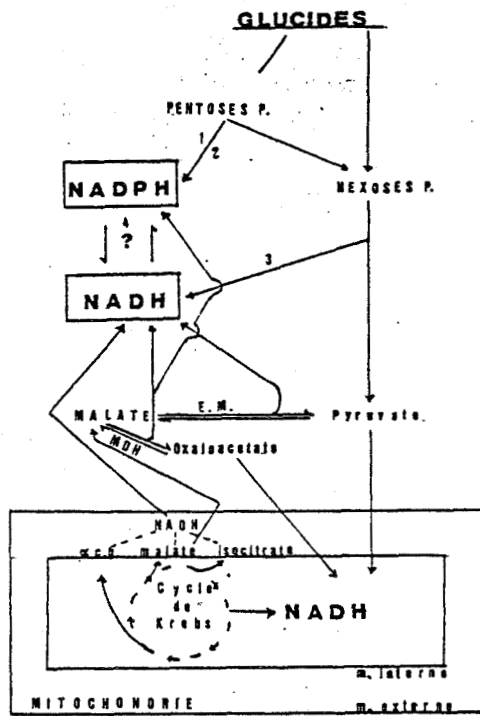 GLUCIDES
PENTOSES P.
1
2
NADPH
HEXOSES P.
?
3
NADH
MALATE
E.M.
Pyruvate
MDH
Oxaloacetate
NADH
αcg malate isocitrate
Cycle
de
Krebs
NADH
m. interne
MITOCHONDRIE
m. externe